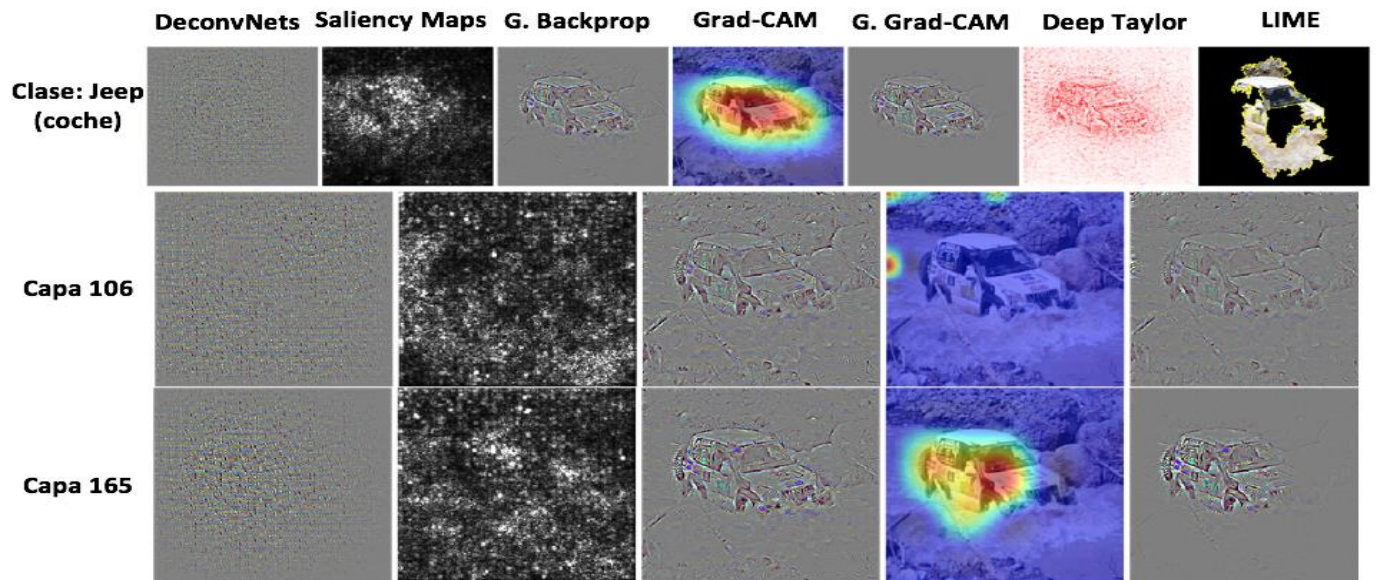 DeconvNets Saliency Maps G. Backprop Grad-CAM G. Grad-CAM Deep Taylor LIME
Clase: Jeep
(coche)
Capa 106
Capa 165